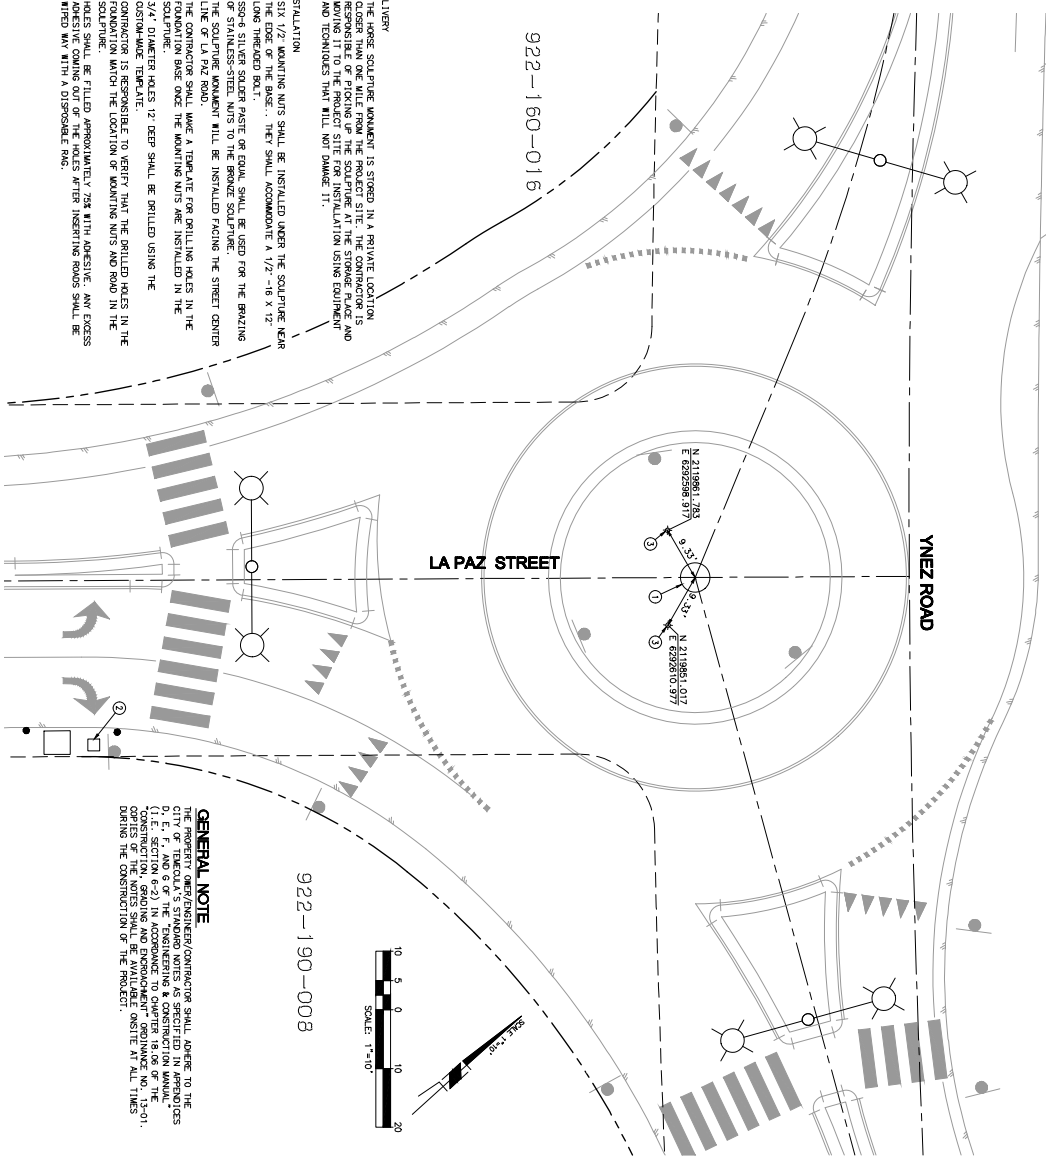 LIVERY
THE HORSE SCULPTURE MONUMENT IS STORED IN A PRIVATE LOCATION
CLOSER THAN ONE MILE FROM THE PROJECT SITE. THE CONTRACTOR IS
RESPONSIBLE OF PICKING UP THE SCULPTURE AT THE STORAGE PLACE AND
MOVING IT TO THE PROJECT SITE FOR INSTALLATION USING EQUIPMENT
AND TECHNIQUES THAT WILL NOT DAMAGE IT.
STALLATION
SIX 1/2" MOUNTING NUTS SHALL BE INSTALLED UNDER THE SCULPTURE NEAR
THE EDGE OF THE BASE.. THEY SHALL ACCOMMODATE A 1/2"-16 X 12"
LONG THREADED BOLT.
SSQ-6 SILVER SOLDER PASTE OR EQUAL SHALL BE USED FOR THE BRAZING
OF STAINLESS-STEEL NUTS TO THE BRONZE SCULPTURE.
THE SCULPTURE MONUMENT WILL BE INSTALLED FACING THE STREET CENTER
LINE OF LA PAZ ROAD.
THE CONTRACTOR SHALL MAKE A TEMPLATE FOR DRILLING HOLES IN THE
FOUNDATION BASE ONCE THE MOUNTING NUTS ARE INSTALLED IN THE
SCULPTURE.
3/4" DIAMETER HOLES 12" DEEP SHALL BE DRILLED USING THE
CUSTOM-MADE TEMPLATE.
CONTRACTOR IS RESPONSIBLE TO VERIFY THAT THE DRILLED HOLES IN THE
FOUNDATION MATCH THE LOCATION OF MOUNTING NUTS AND ROAD IN THE
SCULPTURE.
HOLES SHALL BE FILLED APPROXIMATELY 75% WITH ADHESIVE. ANY EXCESS
ADHESIVE COMING OUT OF THE HOLES AFTER INSERTING ROADS SHALL BE
WIPED WAY WITH A DISPOSABLE RAG.
922-160-016
YNEZ ROAD
N 2119861.783
E 6292598.917
9.33'
3
1
9.33'
3
N 2119851.017
E 6292610.977
LA PAZ STREET
2
922-190-008
GENERAL NOTE
THE PROPERTY OWNER/ENGINEER/CONTRACTOR SHALL ADHERE TO THE
CITY OF TEMECULA'S STANDARD NOTES AS SPECIFIED IN APPENDICES
D, E, F, AND G OF THE "ENGINEERING & CONSTRUCTION MANUAL"
(I.E. SECTION 6-2) IN ACCORDANCE TO CHAPTER 18.06 OF THE
"CONSTRUCTION, GRADING AND ENCROACHMENT" ORDINANCE NO. 13-01.
COPIES OF THE NOTES SHALL BE AVAILABLE ONSITE AT ALL TIMES
DURING THE CONSTRUCTION OF THE PROJECT.
SCALE 1"=10'
10 5 0 10 20
SCALE: 1"=10'